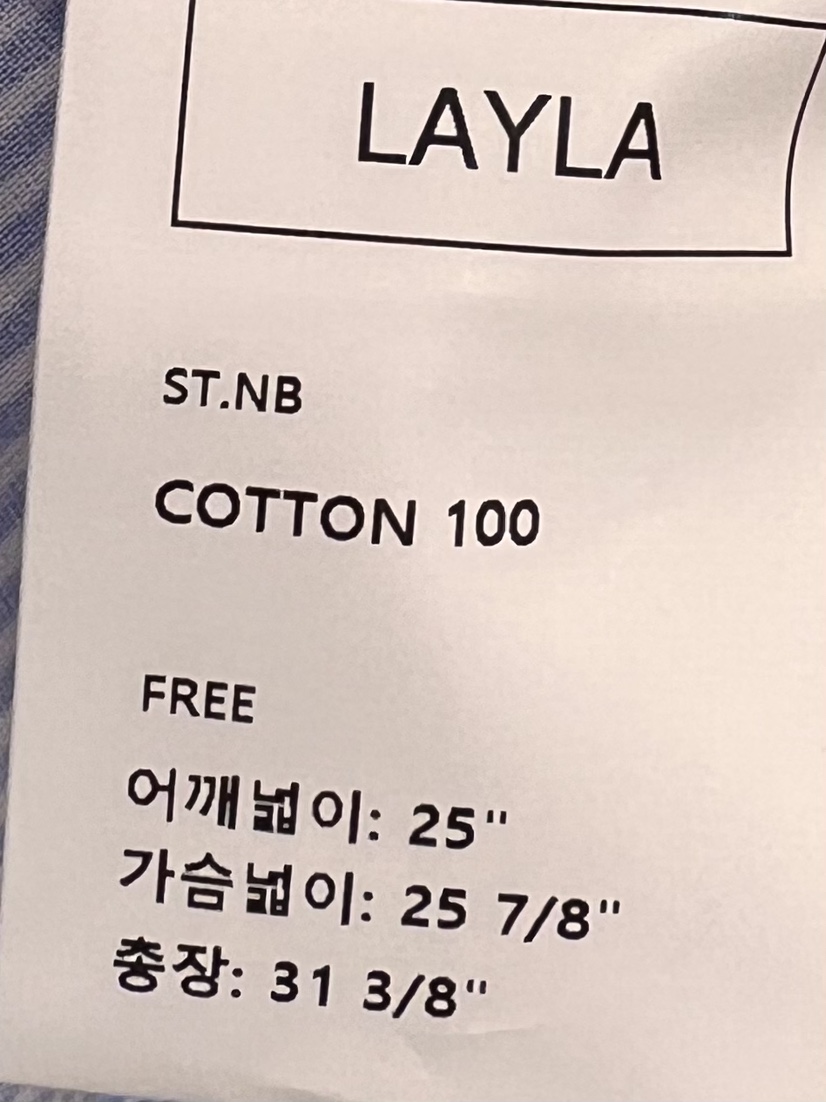 LAYLA
ST.NB
COTTON 100
FREE
어깨넓이: 25"
가슴넓이: 25 7/8"
총장: 31 3/8"